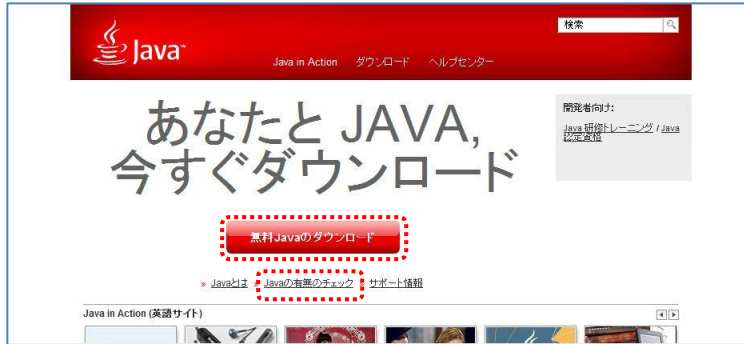 検索
Java™
Java in Action ダウンロード ヘルプセンター
あなたと JAVA,
今すぐダウンロード
開発者向け:
Java 研修トレーニング / Java
認定資格
無料Javaのダウンロード
» Javaとは » Javaの有無のチェック » サポート情報
Java in Action (英語サイト)